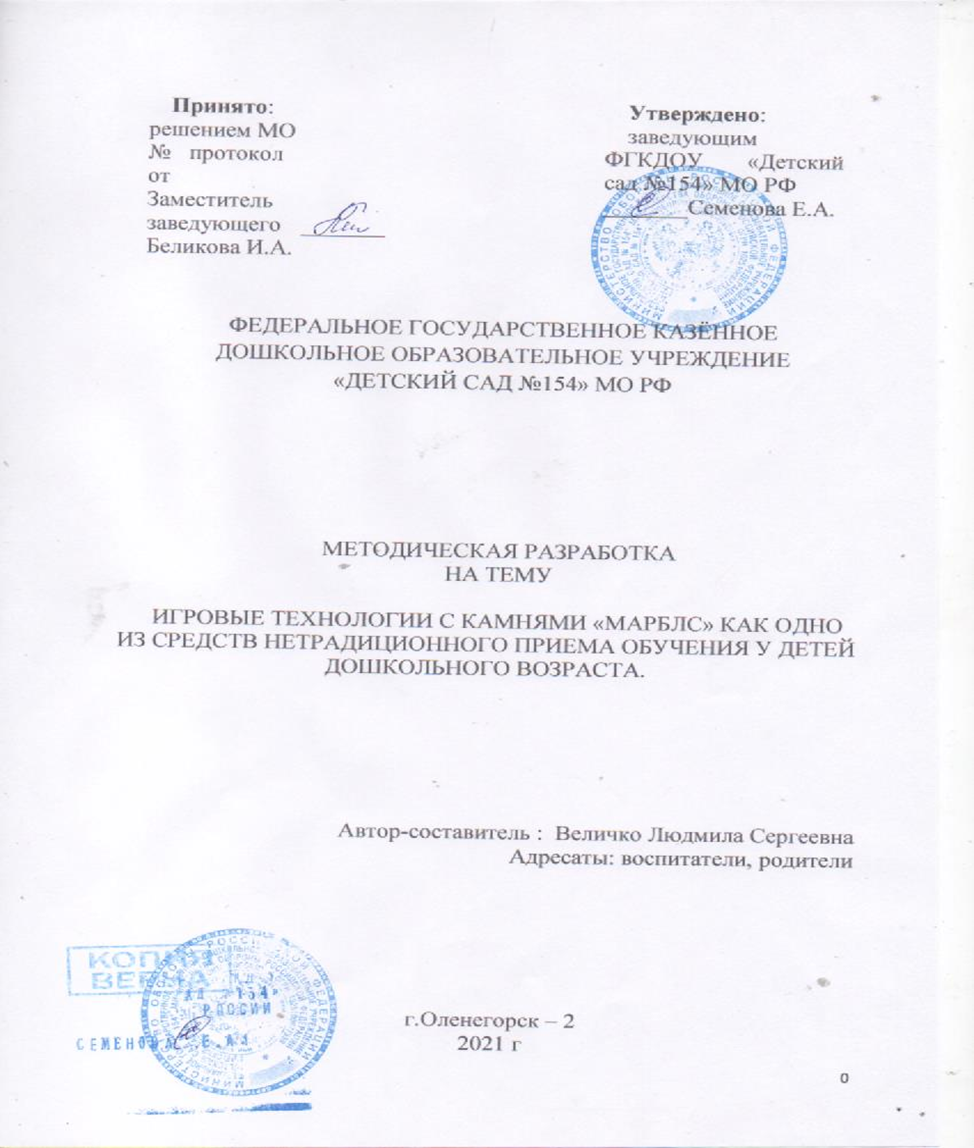 Принято:
решением МО
№ протокол
от
Заместитель
заведующего
Беликова И.А.
Утверждено:
заведующим
ФГКДОУ «Детский
сад №154» МО РФ
Семенова Е.А.
ФЕДЕРАЛЬНОЕ ГОСУДАРСТВЕННОЕ КАЗЁННОЕ
ДОШКОЛЬНОЕ ОБРАЗОВАТЕЛЬНОЕ УЧРЕЖДЕНИЕ
«ДЕТСКИЙ САД №154» МО РФ
МЕТОДИЧЕСКАЯ РАЗРАБОТКА
НА ТЕМУ
ИГРОВЫЕ ТЕХНОЛОГИИ С КАМНЯМИ «МАРБЛС» КАК ОДНО
ИЗ СРЕДСТВ НЕТРАДИЦИОННОГО ПРИЕМА ОБУЧЕНИЯ У ДЕТЕЙ
ДОШКОЛЬНОГО ВОЗРАСТА.
Автор-составитель : Величко Людмила Сергеевна
Адресаты: воспитатели, родители
КОПИЯ
ВЕРНА
154
РОССИИ
СЕМЕНОВА Е.А.
г.Оленегорск – 2
2021 г
0